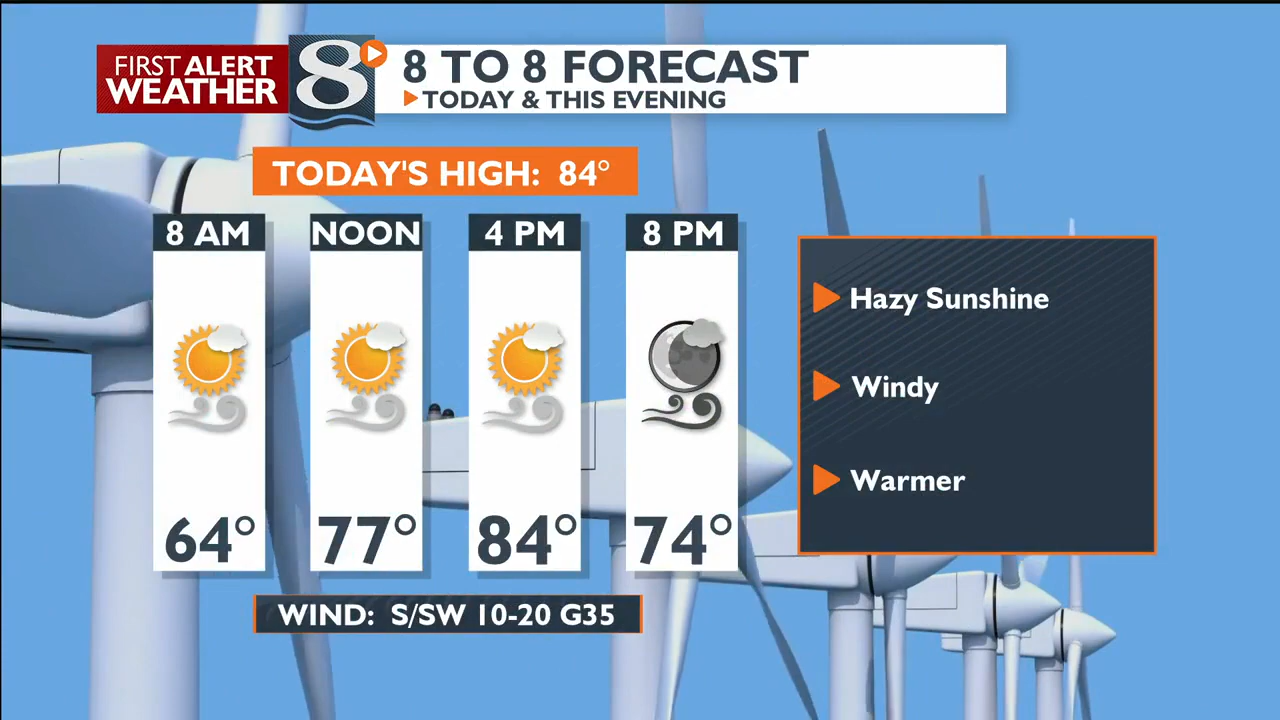 FIRST ALERT
WEATHER
8
8 TO 8 FORECAST
TODAY & THIS EVENING
TODAY'S HIGH: 84°
8 AM
NOON
4 PM
8 PM
64°
77°
84°
74°
WIND: S/SW 10-20 G35
Hazy Sunshine
Windy
Warmer